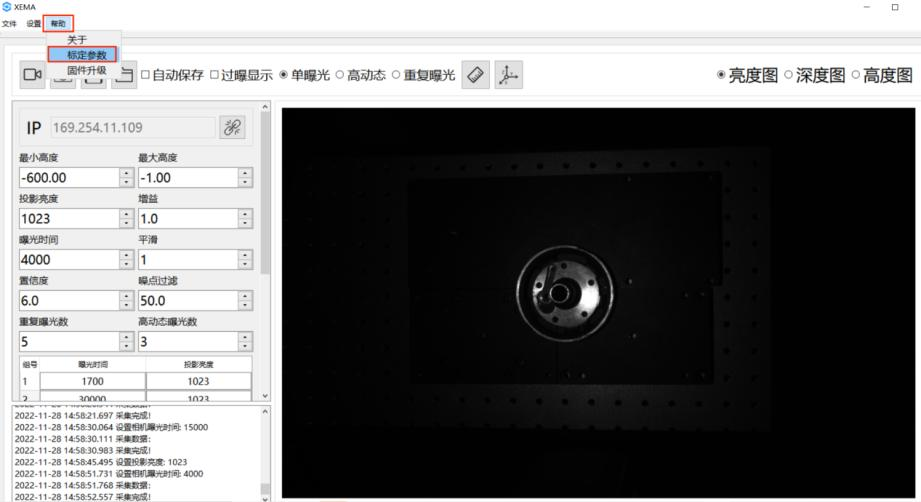 XEMA
文件 设置 帮助
关于
标定参数
固件升级
自动保存 过曝显示 单曝光 高动态 重复曝光 亮度图 深度图 高度图
IP 169.254.11.109
最小高度 最大高度
-600.00 -1.00
投影亮度 增益
1023 1.0
曝光时间 平滑
4000 1
置信度 噪点过滤
6.0 50.0
重复曝光数 高动态曝光数
5 3
组号 曝光时间 投影亮度
1 1700 1023
2 30000 1023
2022-11-28 14:58:21.697 采集完成!
2022-11-28 14:58:30.064 设置相机曝光时间: 15000
2022-11-28 14:58:30.111 采集数据:
2022-11-28 14:58:30.983 采集完成!
2022-11-28 14:58:45.495 设置投影亮度: 1023
2022-11-28 14:58:51.731 设置相机曝光时间: 4000
2022-11-28 14:58:51.768 采集数据:
2022-11-28 14:58:52.557 采集完成!